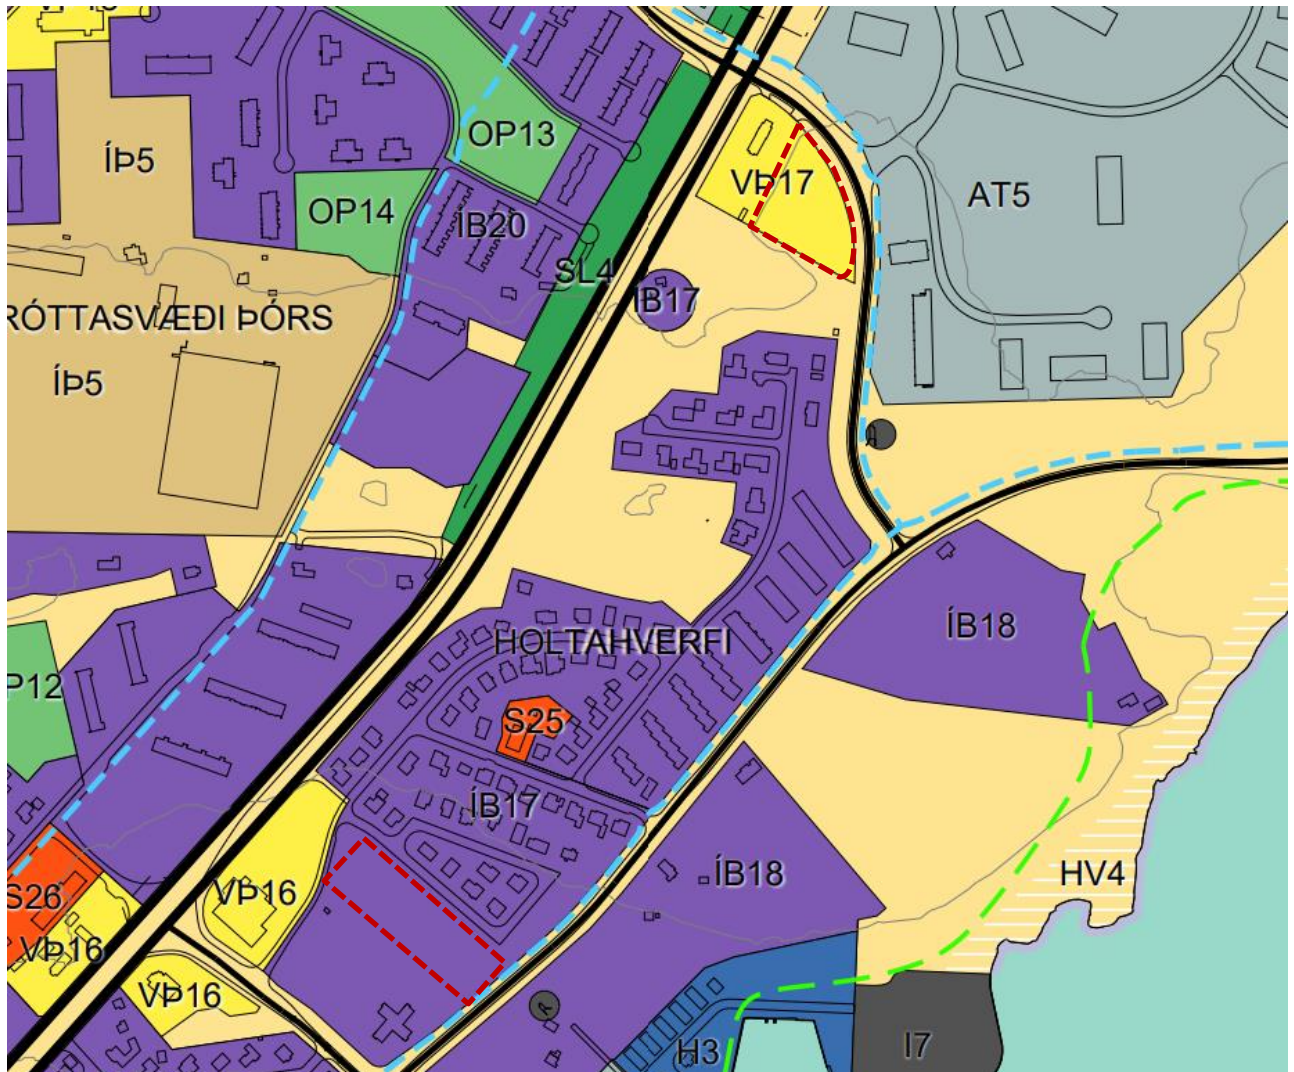 OP13
ÍÞ5
VÞ17
AT5
OP14
ÍB20
SL4
ÍB17
RÓTTASVÆÐI ÞÓRS
ÍÞ5
ÍB18
HOLTAHVERFI
P12
S25
ÍB17
ÍB18
HV4
VÞ16
S26
VÞ16
VÞ16
I7
H3